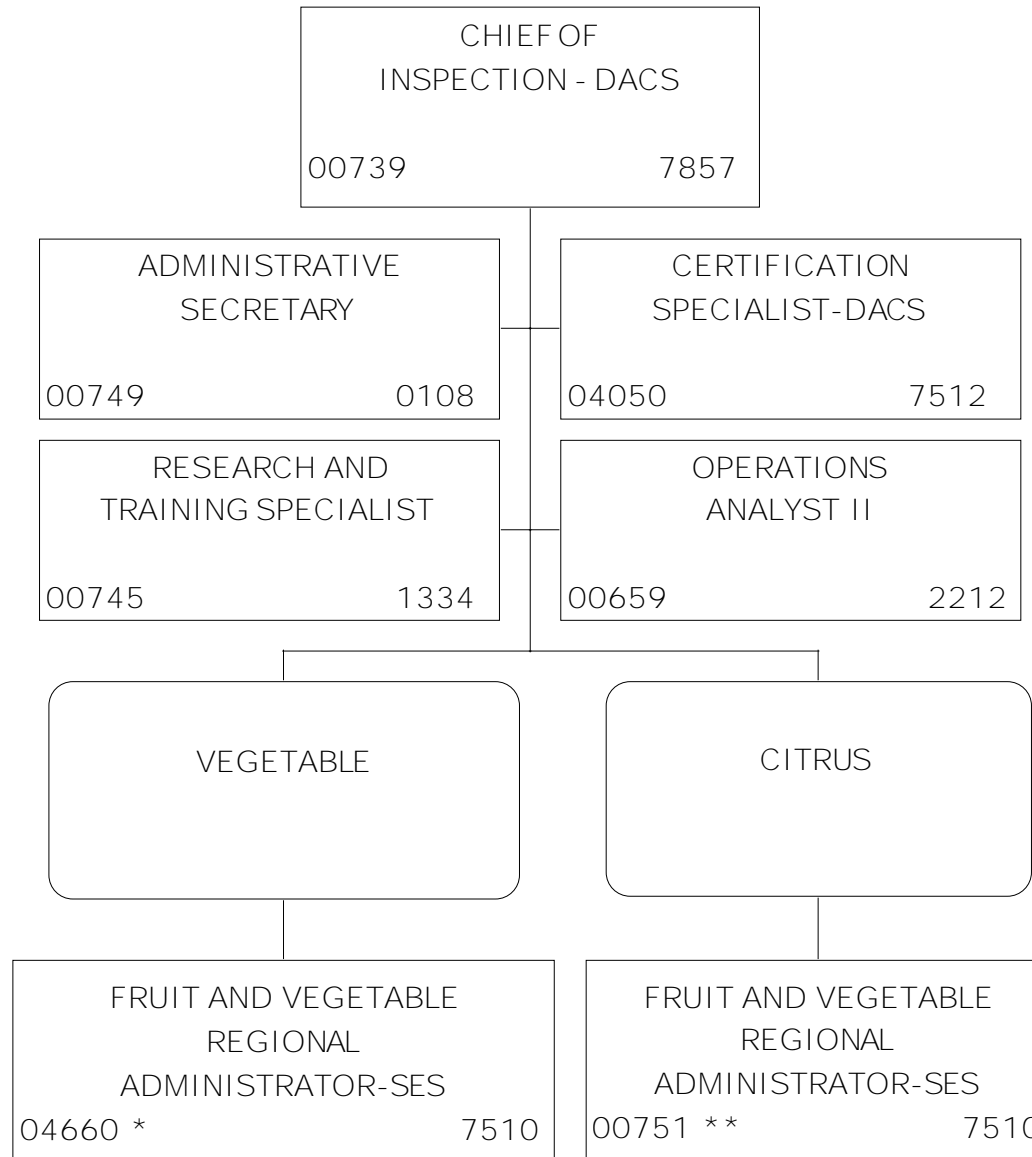 CHIEF OF
INSPECTION - DACS
00739 7857
ADMINISTRATIVE
SECRETARY
00749 0108
CERTIFICATION
SPECIALIST-DACS
04050 7512
RESEARCH AND
TRAINING SPECIALIST
00745 1334
OPERATIONS
ANALYST II
00659 2212
VEGETABLE
CITRUS
FRUIT AND VEGETABLE
REGIONAL
ADMINISTRATOR-SES
04660 * 7510
FRUIT AND VEGETABLE
REGIONAL
ADMINISTRATOR-SES
00751 ** 7510